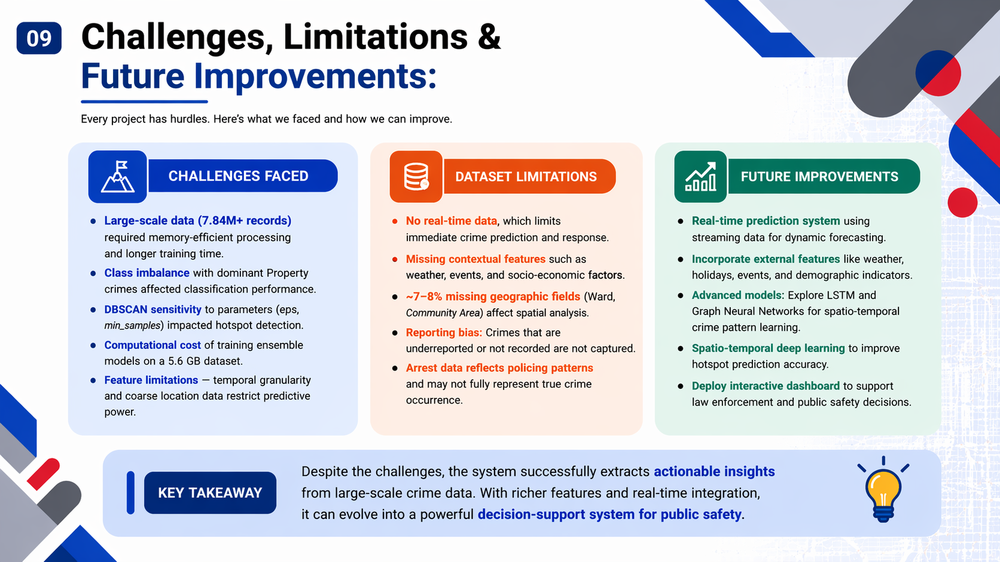 09
Challenges, Limitations &
Future Improvements:
Every project has hurdles. Here's what we faced and how we can improve.
CHALLENGES FACED
• Large-scale data (7.84M+ records)
required memory-efficient processing
and longer training time.
• Class imbalance with dominant Property
crimes affected classification performance.
• DBSCAN sensitivity to parameters (eps,
min_samples) impacted hotspot detection.
• Computational cost of training ensemble
models on a 5.6 GB dataset.
• Feature limitations — temporal granularity
and coarse location data restrict predictive
power.
DATASET LIMITATIONS
• No real-time data, which limits
immediate crime prediction and response.
• Missing contextual features such as
weather, events, and socio-economic factors.
• ~7–8% missing geographic fields (Ward,
Community Area) affect spatial analysis.
• Reporting bias: Crimes that are
underreported or not recorded are not captured.
• Arrest data reflects policing patterns
and may not fully represent true crime
occurrence.
FUTURE IMPROVEMENTS
• Real-time prediction system using
streaming data for dynamic forecasting.
• Incorporate external features like weather,
holidays, events, and demographic indicators.
• Advanced models: Explore LSTM and
Graph Neural Networks for spatio-temporal
crime pattern learning.
• Spatio-temporal deep learning to improve
hotspot prediction accuracy.
• Deploy interactive dashboard to support
law enforcement and public safety decisions.
KEY TAKEAWAY
Despite the challenges, the system successfully extracts actionable insights
from large-scale crime data. With richer features and real-time integration,
it can evolve into a powerful decision-support system for public safety.